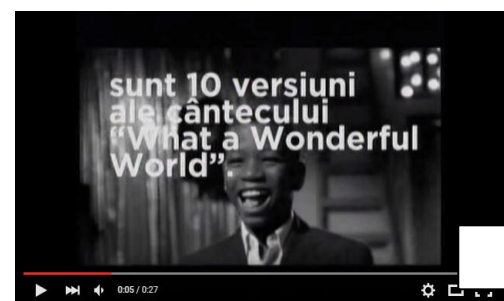 sunt 10 versiuni
ale cântecului
“What a Wonderful
World”.
0:05 / 0:27